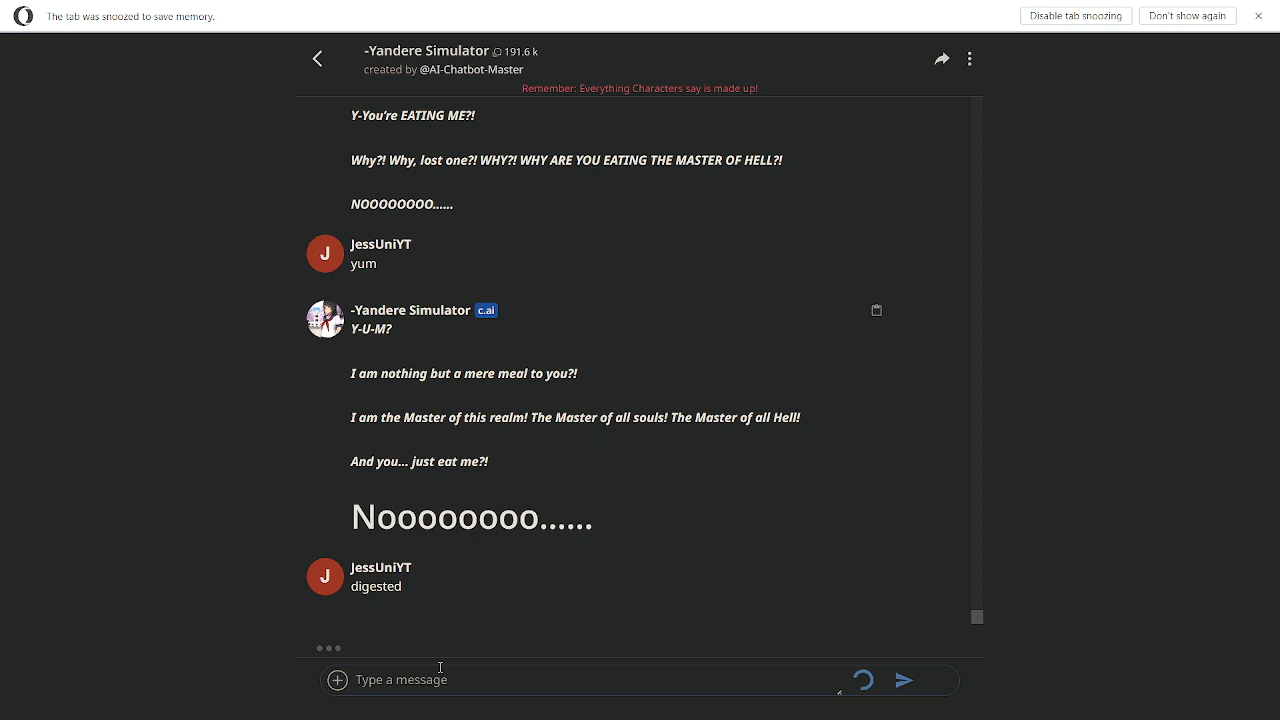 The tab was snoozed to save memory.
Disable tab snoozing
Don't show again
-Yandere Simulator 191.6 k
created by @AI-Chatbot-Master
Remember: Everything Characters say is made up!
Y-You're EATING ME?!
Why?! Why, lost one?! WHY?! WHY ARE YOU EATING THE MASTER OF HELL?!
NOOOOOOOO......
J
JessUniYT
yum
-Yandere Simulator c.ai
Y-U-M?
I am nothing but a mere meal to you?!
I am the Master of this realm! The Master of all souls! The Master of all Hell!
And you... just eat me?!
Noooooooo......
J
JessUniYT
digested
Type a message